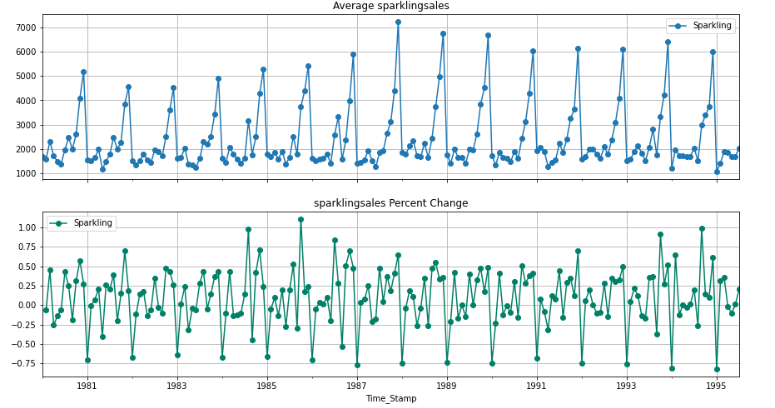 Average sparklingsales
Sparkling
7000
6000
5000
4000
3000
2000
1000
sparklingsales Percent Change
Sparkling
1.00
0.75
0.50
0.25
0.00
−0.25
−0.50
−0.75
1981 1983 1985 1987 1989 1991 1993 1995
Time_Stamp